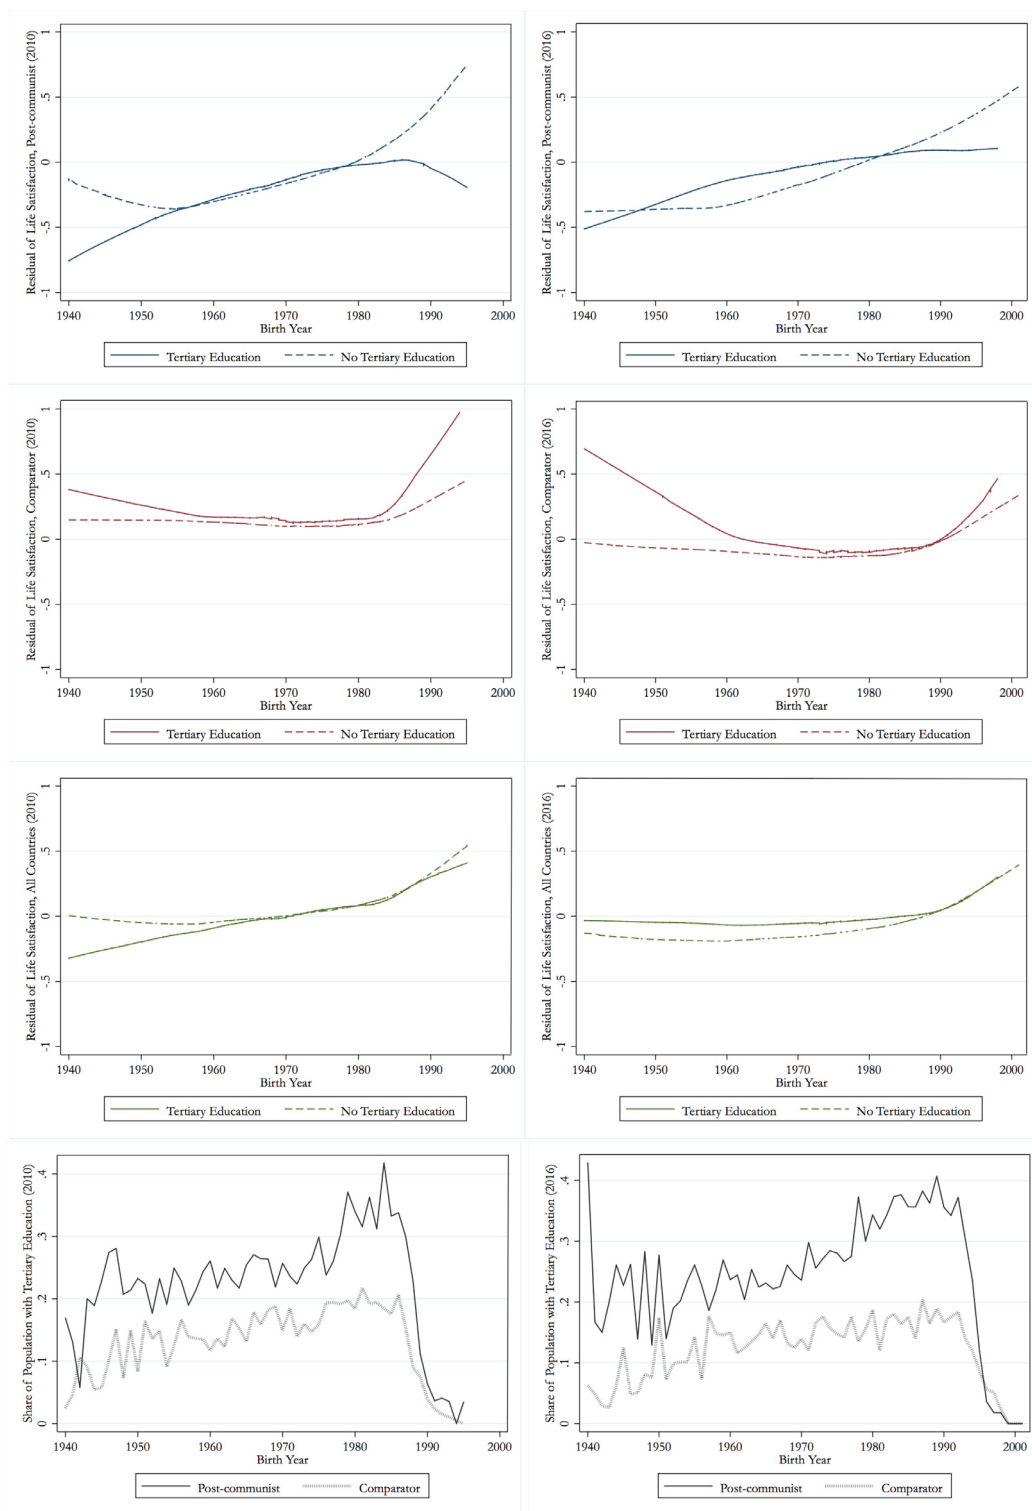 Residual of Life Satisfaction, Post-communist (2010)
1
.5
0
-.5
-1
1940 1950 1960 1970 1980 1990 2000
Birth Year
Tertiary Education No Tertiary Education
Residual of Life Satisfaction, Post-communist (2016)
1
.5
0
-.5
-1
1940 1950 1960 1970 1980 1990 2000
Birth Year
Tertiary Education No Tertiary Education
Residual of Life Satisfaction, Comparator (2010)
1
.5
0
-.5
-1
1940 1950 1960 1970 1980 1990 2000
Birth Year
Tertiary Education No Tertiary Education
Residual of Life Satisfaction, Comparator (2016)
1
.5
0
-.5
-1
1940 1951 1960 1970 1980 1990 2000
Birth Year
Tertiary Education No Tertiary Education
Residual of Life Satisfaction, All Countries (2010)
1
.5
0
-.5
-1
1940 1950 1960 1970 1980 1990 2000
Birth Year
Tertiary Education No Tertiary Education
Residual of Life Satisfaction, All Countries (2016)
1
.5
0
-.5
-1
1940 1950 1960 1970 1980 1990 2000
Birth Year
Tertiary Education No Tertiary Education
Share of Population with Tertiary Education (2010)
.4
.3
.2
.1
0
1940 1950 1960 1970 1980 1990 2000
Birth Year
Post-communist Comparator
Share of Population with Tertiary Education (2016)
.4
.3
.2
.1
0
1940 1950 1960 1970 1980 1990 2000
Birth Year
Post-communist Comparator